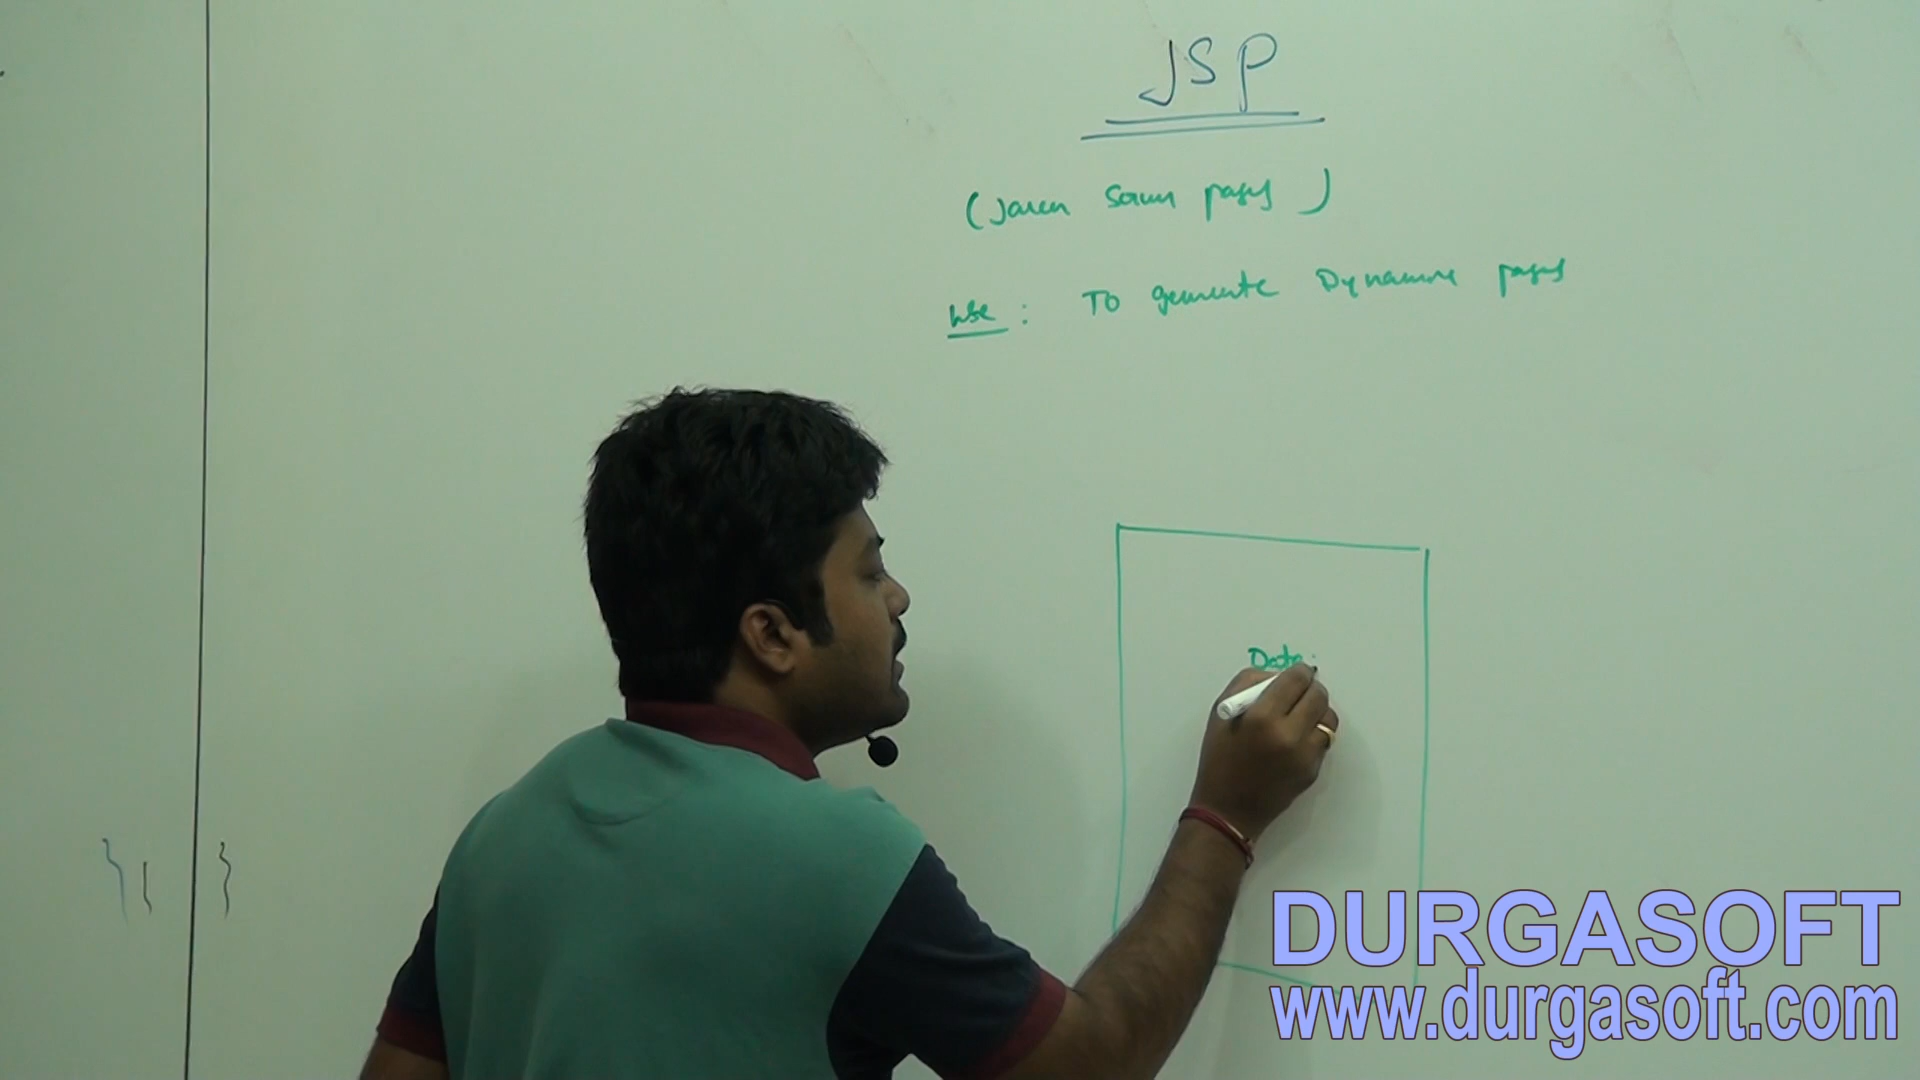 JSP
(Java Server pages)
Use : To generate Dynamic pages
Date:
DURGASOFT
www.durgasoft.com